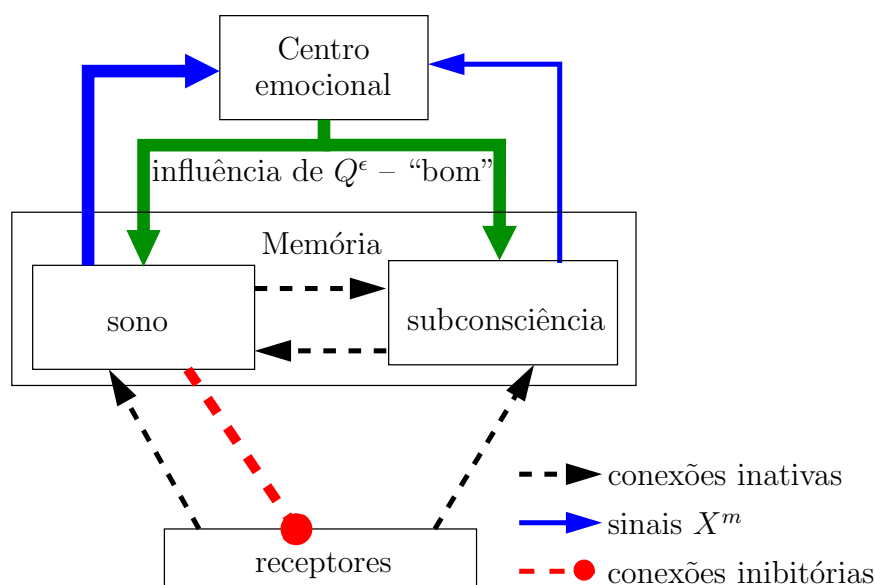 Centro
emocional
influência de Q^ϵ – “bom”
Memória
sono
subconsciência
conexões inativas
sinais X^m
receptores
conexões inibitórias